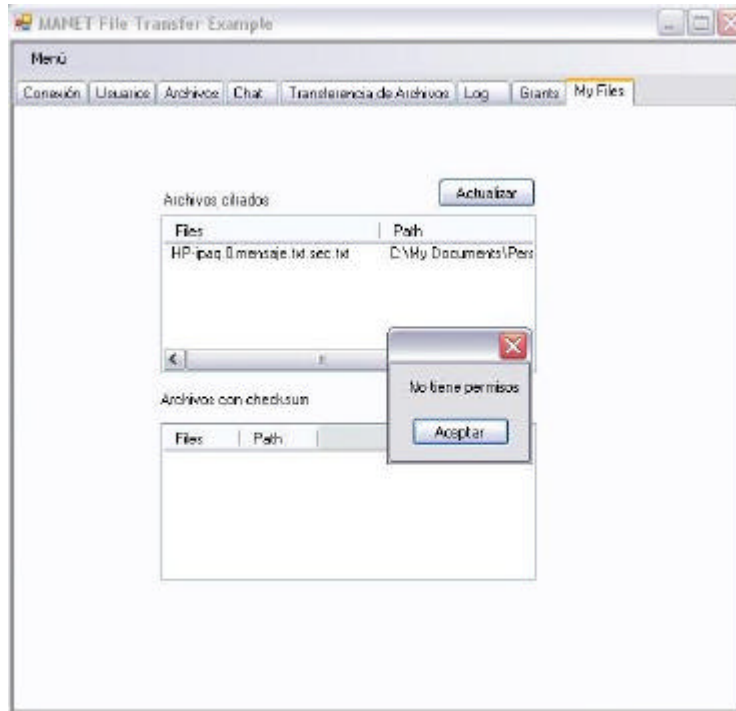 MANET File Transfer Example
Menú
Conexión Usuarios Archivos Chat Transferencia de Archivos Log Grants My Files
Archivos cifrados Actualizar
Files Path
HP-ipaq.0.mensaje.txt.sec.txt C:\My Documents\Pers
No tiene permisos
Archivos con checksum
Aceptar
Files Path